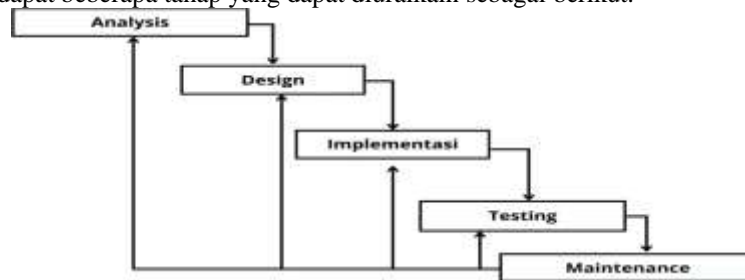 dapat beberapa tahap yang dapat diuraikan sebagai berikut:
Analysis
Design
Implementasi
Testing
Maintenance